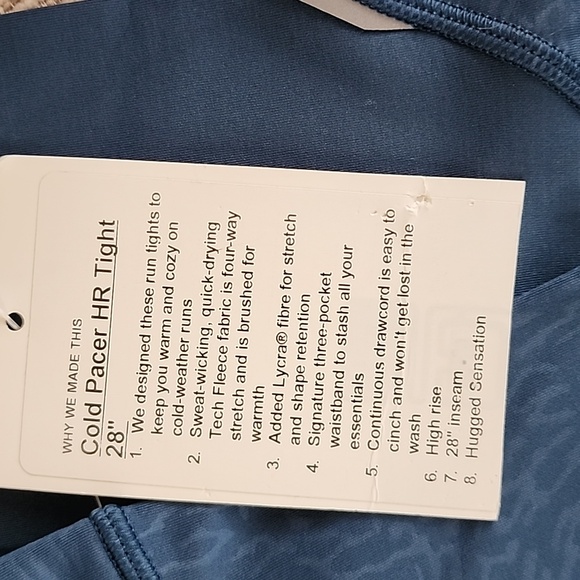 WHY WE MADE THIS
Cold Pacer HR Tight
28"
1. We designed these run tights to
keep you warm and cozy on
cold-weather runs
2. Sweat-wicking, quick-drying
Tech Fleece fabric is four-way
stretch and is brushed for
warmth
3. Added Lycra® fibre for stretch
and shape retention
4. Signature three-pocket
waistband to stash all your
essentials
5. Continuous drawcord is easy to
cinch and won't get lost in the
wash
6. High rise
7. 28" inseam
8. Hugged Sensation